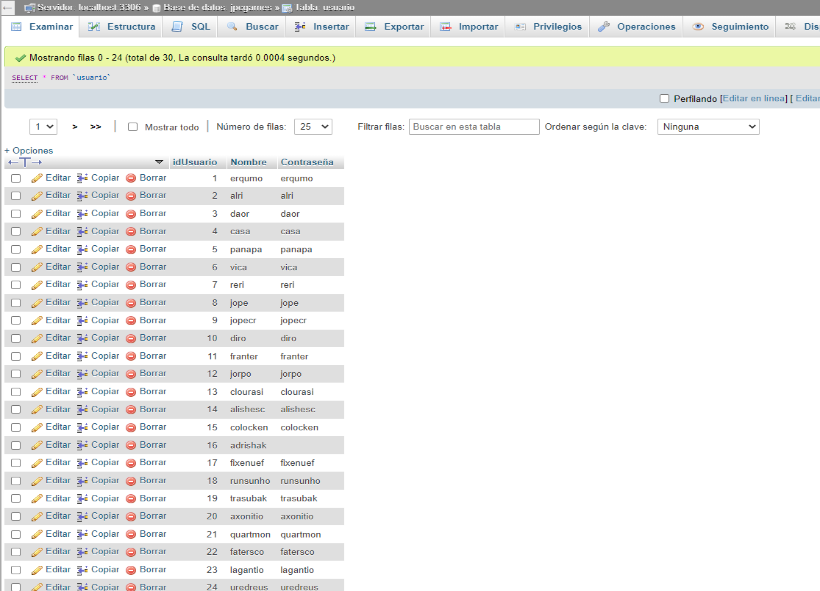 Servidor: localhost:3306 » Base de datos: jpcgames » Tabla: usuario
Examinar Estructura SQL Buscar Insertar Exportar Importar Privilegios Operaciones Seguimiento Dis
Mostrando filas 0 - 24 (total de 30, La consulta tardó 0.0004 segundos.)
SELECT * FROM `usuario`
Perfilando [Editar en línea] [ Editar
1 > >> Mostrar todo Número de filas: 25 Filtrar filas: Buscar en esta tabla Ordenar según la clave: Ninguna
+ Opciones
←T→ idUsuario Nombre Contraseña
Editar Copiar Borrar 1 erqumo erqumo
Editar Copiar Borrar 2 alri alri
Editar Copiar Borrar 3 daor daor
Editar Copiar Borrar 4 casa casa
Editar Copiar Borrar 5 panapa panapa
Editar Copiar Borrar 6 vica vica
Editar Copiar Borrar 7 reri reri
Editar Copiar Borrar 8 jope jope
Editar Copiar Borrar 9 jopecr jopecr
Editar Copiar Borrar 10 diro diro
Editar Copiar Borrar 11 franter franter
Editar Copiar Borrar 12 jorpo jorpo
Editar Copiar Borrar 13 clourasi clourasi
Editar Copiar Borrar 14 alishesc alishesc
Editar Copiar Borrar 15 colocken colocken
Editar Copiar Borrar 16 adrishak
Editar Copiar Borrar 17 fixenuef fixenuef
Editar Copiar Borrar 18 runsunho runsunho
Editar Copiar Borrar 19 trasubak trasubak
Editar Copiar Borrar 20 axonitio axonitio
Editar Copiar Borrar 21 quartmon quartmon
Editar Copiar Borrar 22 fatersco fatersco
Editar Copiar Borrar 23 lagantio lagantio
Editar Copiar Borrar 24 uredreus uredreus